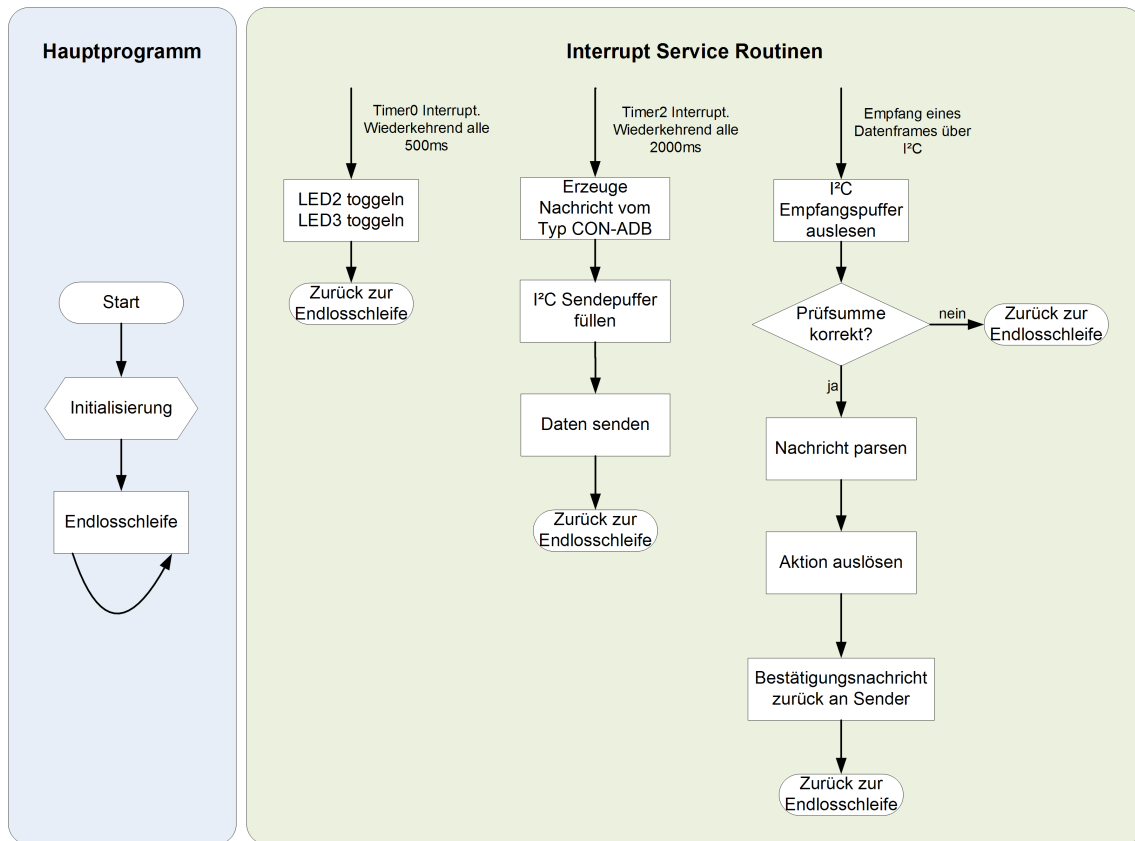 Hauptprogramm
Start
Initialisierung
Endlosschleife
Interrupt Service Routinen
Timer0 Interrupt.
Wiederkehrend alle
500ms
LED2 toggeln
LED3 toggeln
Zurück zur
Endlosschleife
Timer2 Interrupt.
Wiederkehrend alle
2000ms
Erzeuge
Nachricht vom
Typ CON-ADB
I²C Sendepuffer
füllen
Daten senden
Zurück zur
Endlosschleife
Empfang eines
Datenframes über
I²C
I²C
Empfangspuffer
auslesen
Prüfsumme
korrekt?
nein
Zurück zur
Endlosschleife
ja
Nachricht parsen
Aktion auslösen
Bestätigungsnachricht
zurück an Sender
Zurück zur
Endlosschleife